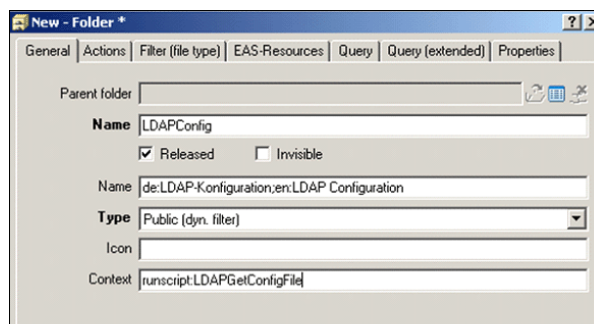 New - Folder *
General Actions Filter (file type) EAS-Resources Query Query (extended) Properties
Parent folder
Name LDAPConfig
Released Invisible
Name de:LDAP-Konfiguration;en:LDAP Configuration
Type Public (dyn. filter)
Icon
Context runscript:LDAPGetConfigFile